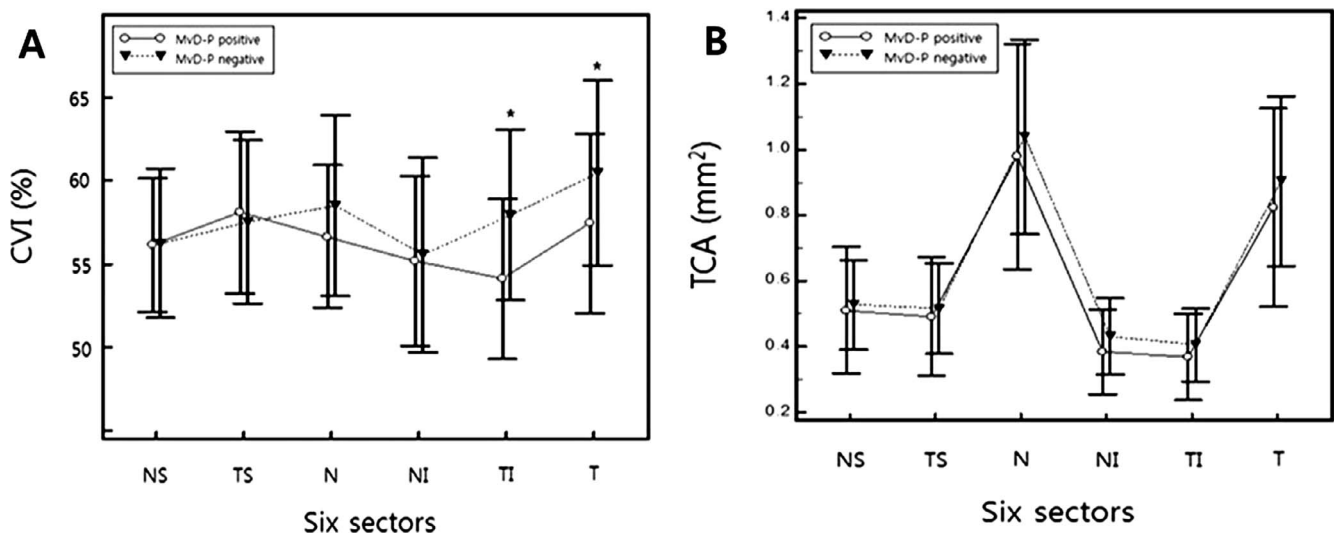 A
MvD-P positive
MvD-P negative
CVI (%)
65
60
55
50
*
*
NS TS N NI TI T
Six sectors
B
MvD-P positive
MvD-P negative
TCA (mm²)
1.4
1.2
1.0
0.8
0.6
0.4
0.2
NS TS N NI TI T
Six sectors